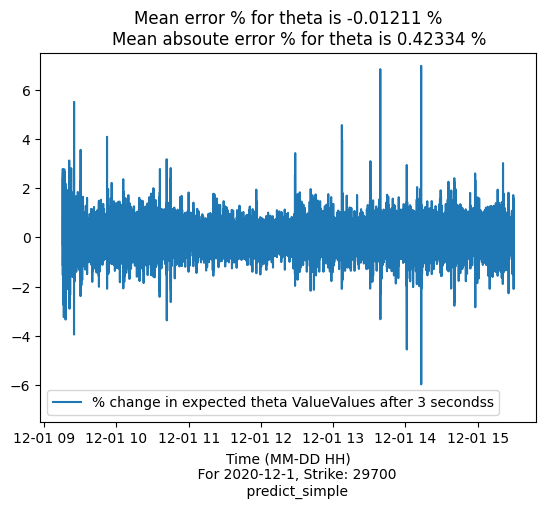 Mean error % for theta is -0.01211 %
Mean absoute error % for theta is 0.42334 %
6
4
2
0
−2
−4
−6
% change in expected theta ValueValues after 3 secondss
12-01 09 12-01 10 12-01 11 12-01 12 12-01 13 12-01 14 12-01 15
Time (MM-DD HH)
For 2020-12-1, Strike: 29700
predict_simple